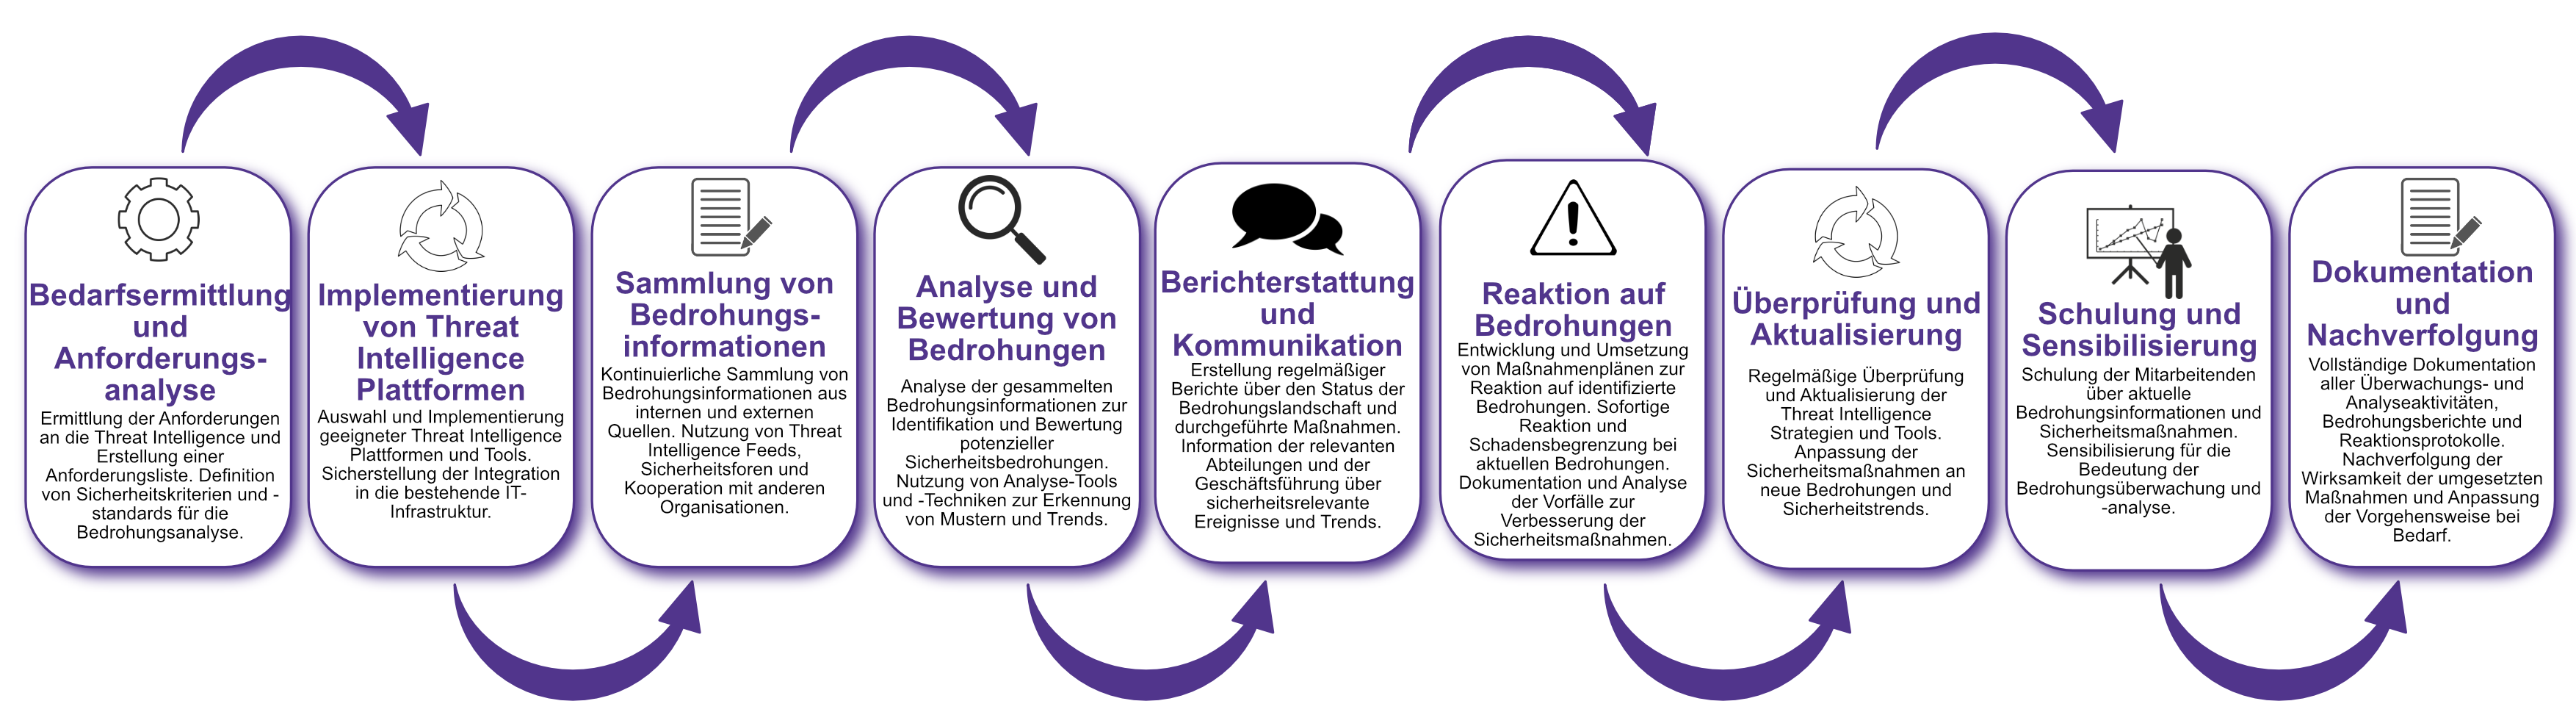 Bedarfsermittlung
und
Anforderungs-
analyse
Ermittlung der Anforderungen
an die Threat Intelligence und
Erstellung einer
Anforderungsliste. Definition
von Sicherheitskriterien und -
standards für die
Bedrohungsanalyse.
Implementierung
von Threat
Intelligence
Plattformen
Auswahl und Implementierung
geeigneter Threat Intelligence
Plattformen und Tools.
Sicherstellung der Integration
in die bestehende IT-
Infrastruktur.
Sammlung von
Bedrohungs-
informationen
Kontinuierliche Sammlung von
Bedrohungsinformationen aus
internen und externen
Quellen. Nutzung von Threat
Intelligence Feeds,
Sicherheitsforen und
Kooperation mit anderen
Organisationen.
Analyse und
Bewertung von
Bedrohungen
Analyse der gesammelten
Bedrohungsinformationen zur
Identifikation und Bewertung
potenzieller
Sicherheitsbedrohungen.
Nutzung von Analyse-Tools
und -Techniken zur Erkennung
von Mustern und Trends.
Berichterstattung
und
Kommunikation
Erstellung regelmäßiger
Berichte über den Status der
Bedrohungslandschaft und
durchgeführte Maßnahmen.
Information der relevanten
Abteilungen und der
Geschäftsführung über
sicherheitsrelevante
Ereignisse und Trends.
Reaktion auf
Bedrohungen
Entwicklung und Umsetzung
von Maßnahmenplänen zur
Reaktion auf identifizierte
Bedrohungen. Sofortige
Reaktion und
Schadensbegrenzung bei
aktuellen Bedrohungen.
Dokumentation und Analyse
der Vorfälle zur
Verbesserung der
Sicherheitsmaßnahmen.
Überprüfung und
Aktualisierung
Regelmäßige Überprüfung
und Aktualisierung der
Threat Intelligence
Strategien und Tools.
Anpassung der
Sicherheitsmaßnahmen an
neue Bedrohungen und
Sicherheitstrends.
Schulung und
Sensibilisierung
Schulung der Mitarbeitenden
über aktuelle
Bedrohungsinformationen und
Sicherheitsmaßnahmen.
Sensibilisierung für die
Bedeutung der
Bedrohungsüberwachung und
-analyse.
Dokumentation
und
Nachverfolgung
Vollständige Dokumentation
aller Überwachungs- und
Analyseaktivitäten,
Bedrohungsberichte und
Reaktionsprotokolle.
Nachverfolgung der
Wirksamkeit der umgesetzten
Maßnahmen und Anpassung
der Vorgehensweise bei
Bedarf.